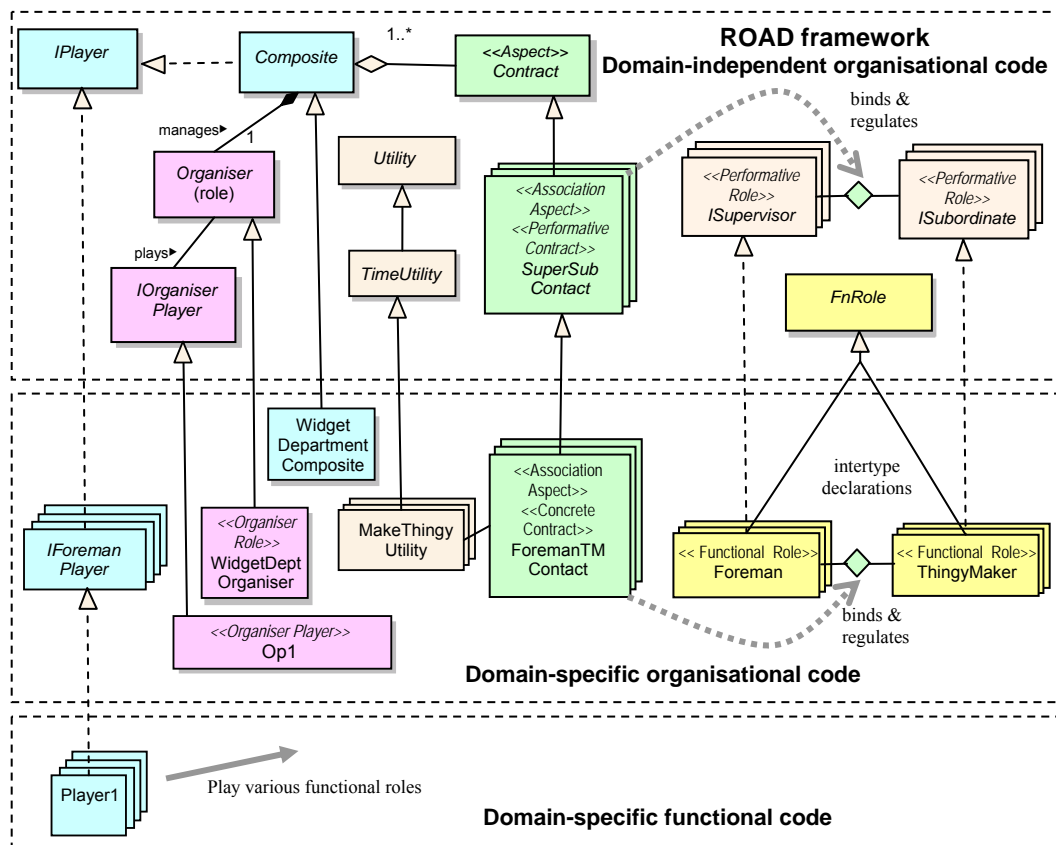 IPlayer
Composite
1..*
<<Aspect>>
Contract
ROAD framework
Domain-independent organisational code
binds &
regulates
manages▶
1
Organiser
(role)
Utility
<<Association
Aspect>>
<<Performative
Contract>>
SuperSub
Contact
<<Performative
Role>>
ISupervisor
<<Performative
Role>>
ISubordinate
plays▶
IOrganiser
Player
TimeUtility
FnRole
Widget
Department
Composite
<<Association
Aspect>>
<<Concrete
Contract>>
ForemanTM
Contact
intertype
declarations
IForeman
Player
<<Organiser
Role>>
WidgetDept
Organiser
MakeThingy
Utility
<< Functional Role>>
Foreman
<< Functional Role>>
ThingyMaker
binds &
regulates
<<Organiser Player>>
Op1
Domain-specific organisational code
Player1
Play various functional roles
Domain-specific functional code